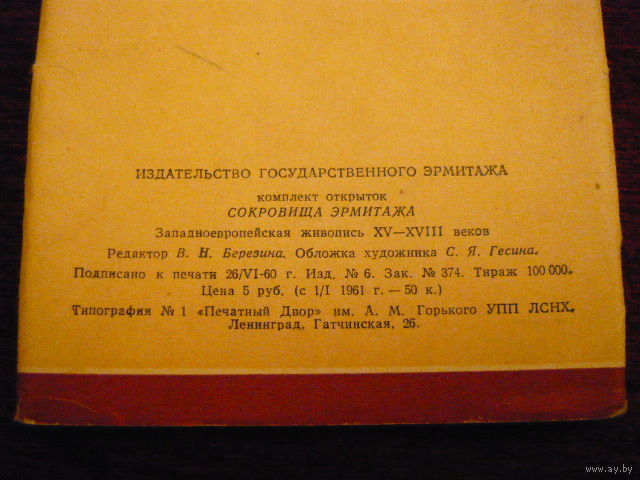 ИЗДАТЕЛЬСТВО ГОСУДАРСТВЕННОГО ЭРМИТАЖА
комплект открыток
СОКРОВИЩА ЭРМИТАЖА
Западноевропейская живопись XV—XVIII веков
Редактор В. Н. Березина. Обложка художника С. Я. Гесина.
Подписано к печати 26/VI-60 г. Изд. № 6. Зак. № 374. Тираж 100 000.
Цена 5 руб. (с 1/I 1961 г. — 50 к.)
Типография № 1 «Печатный Двор» им. А. М. Горького УПП ЛСНХ.
Ленинград, Гатчинская, 26.
www.ay.by